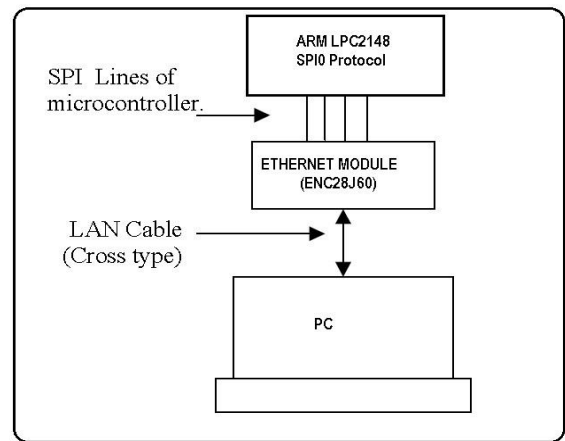 ARM LPC2148
SPI0 Protocol
SPI Lines of
microcontroller.
ETHERNET MODULE
(ENC28J60)
LAN Cable
(Cross type)
PC